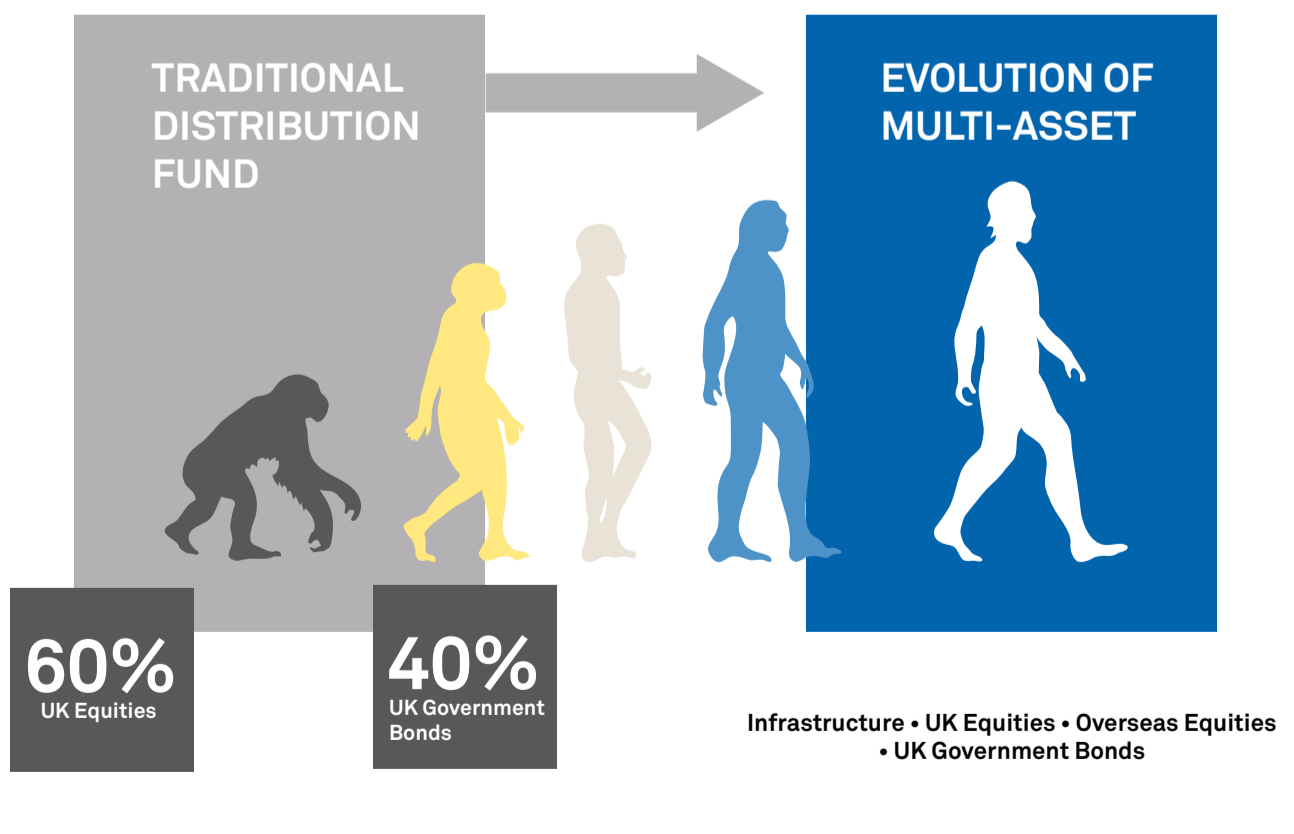 TRADITIONAL
DISTRIBUTION
FUND
EVOLUTION OF
MULTI-ASSET
60%
UK Equities
40%
UK Government
Bonds
Infrastructure • UK Equities • Overseas Equities
• UK Government Bonds